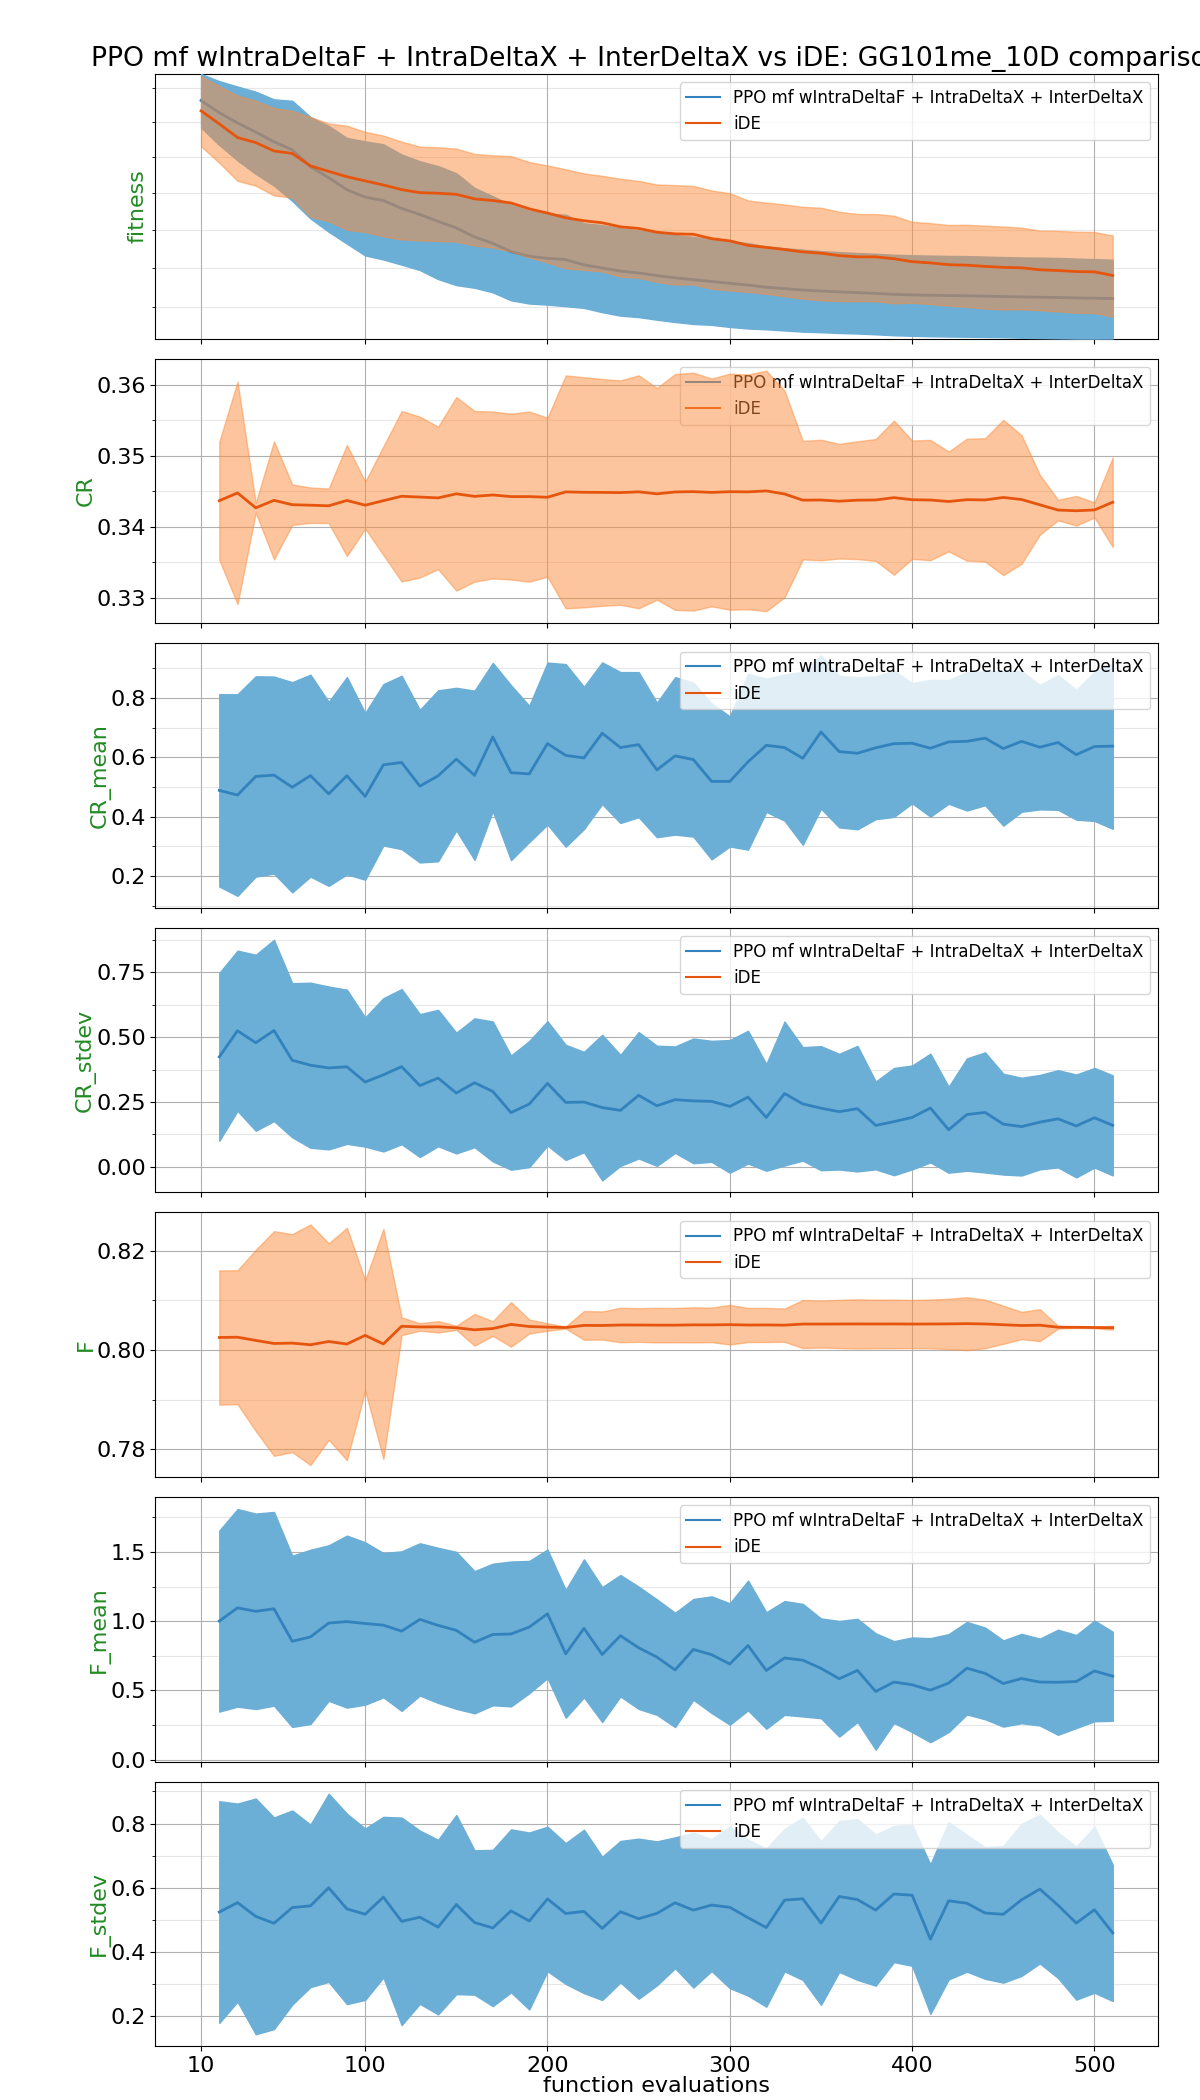 PPO mf wIntraDeltaF + IntraDeltaX + InterDeltaX vs iDE: GG101me_10D compariso
PPO mf wIntraDeltaF + IntraDeltaX + InterDeltaX
iDE
fitness
PPO mf wIntraDeltaF + IntraDeltaX + InterDeltaX
iDE
0.36
0.35
0.34
0.33
CR
PPO mf wIntraDeltaF + IntraDeltaX + InterDeltaX
iDE
0.8
0.6
0.4
0.2
CR_mean
PPO mf wIntraDeltaF + IntraDeltaX + InterDeltaX
iDE
0.75
0.50
0.25
0.00
CR_stdev
PPO mf wIntraDeltaF + IntraDeltaX + InterDeltaX
iDE
0.82
0.80
0.78
F
PPO mf wIntraDeltaF + IntraDeltaX + InterDeltaX
iDE
1.5
1.0
0.5
0.0
F_mean
PPO mf wIntraDeltaF + IntraDeltaX + InterDeltaX
iDE
0.8
0.6
0.4
0.2
F_stdev
10 100 200 300 400 500
function evaluations